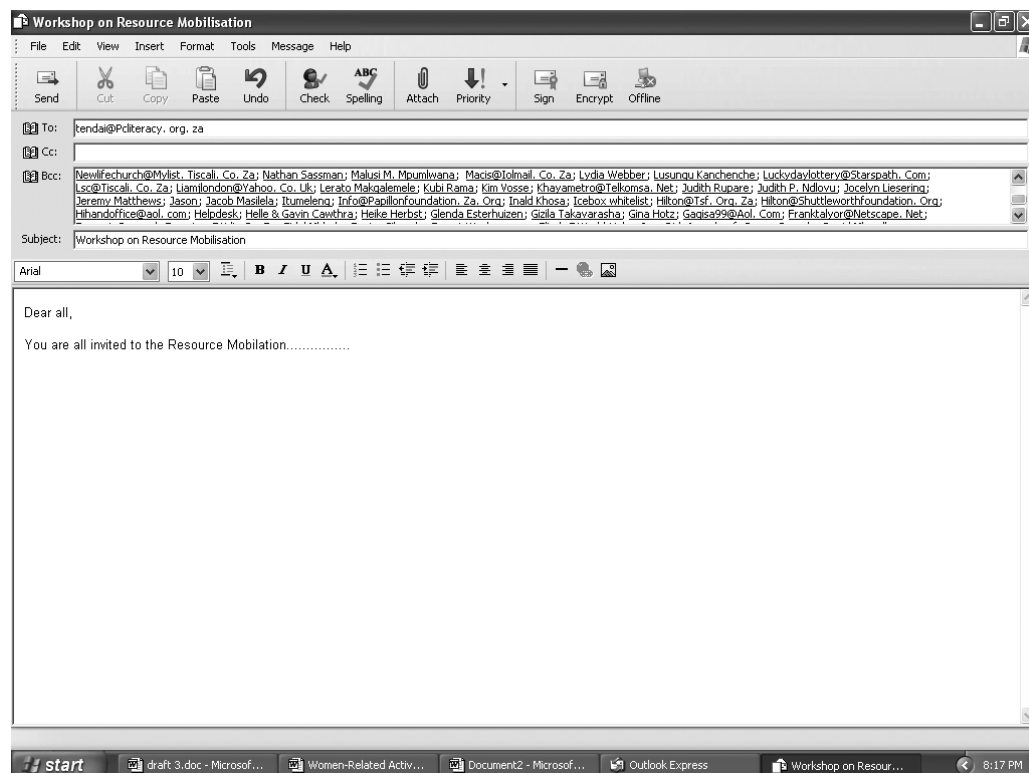 Workshop on Resource Mobilisation
File Edit View Insert Format Tools Message Help
Send Cut Copy Paste Undo Check Spelling Attach Priority Sign Encrypt Offline
ABC
To: tendai@Pcliteracy. org. za
Cc:
Bcc: Newlifechurch@Mylist. Tiscali. Co. Za; Nathan Sassman; Malusi M. Mpumlwana; Macis@Iolmail. Co. Za; Lydia Webber; Lusungu Kanchenche; Luckydaylottery@Starspath. Com;
Lsc@Tiscali. Co. Za; Liamjlondon@Yahoo. Co. Uk; Lerato Makgalemele; Kubi Rama; Kim Vosse; Khayametro@Telkomsa. Net; Judith Rupare; Judith P. Ndlovu; Jocelyn Liesering;
Jeremy Matthews; Jason; Jacob Masilela; Itumeleng; Info@Papillonfoundation. Za. Org; Inald Khosa; Icebox whitelist; Hilton@Tsf. Org. Za; Hilton@Shuttleworthfoundation. Org;
Hihandoffice@aol. com; Helpdesk; Helle & Gavin Cawthra; Heike Herbst; Glenda Esterhuizen; Gizila Takavarasha; Gina Hotz; Gagisa99@Aol. Com; Franktalyor@Netscape. Net;
Subject: Workshop on Resource Mobilisation
Arial 10 B I U A
Dear all,
You are all invited to the Resource Mobilation................
start draft 3.doc - Microsof... Women-Related Activ... Document2 - Microsof... Outlook Express Workshop on Resour... 8:17 PM